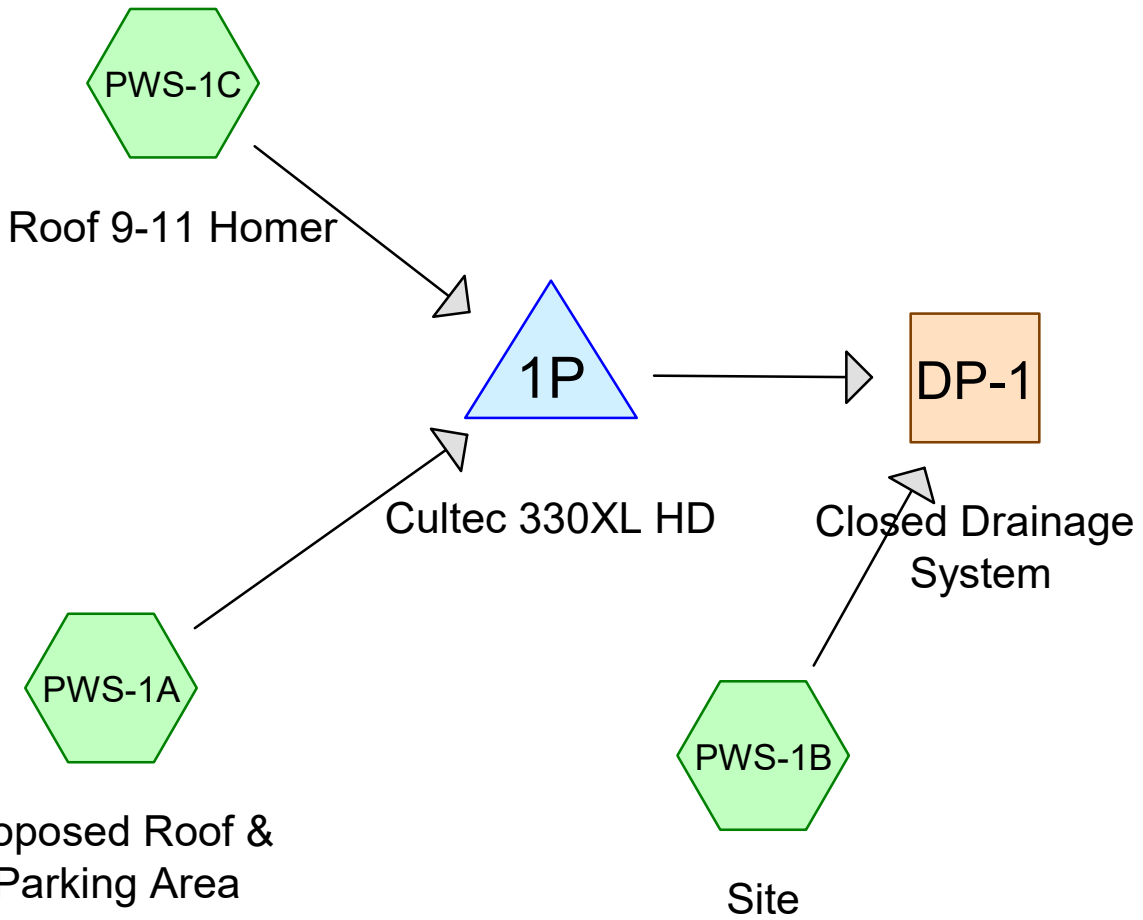 PWS-1C
Roof 9-11 Homer
1P
DP-1
Cultec 330XL HD
Closed Drainage
System
PWS-1A
oposed Roof &
Parking Area
PWS-1B
Site